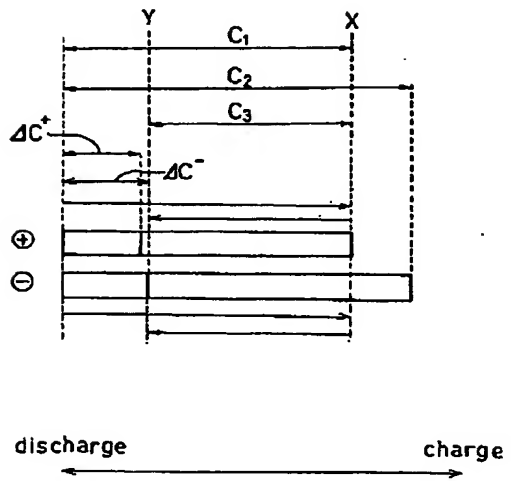 Y X
C₁
C₂
C₃
ΔC⁺
ΔC⁻
⊕
⊖
discharge charge